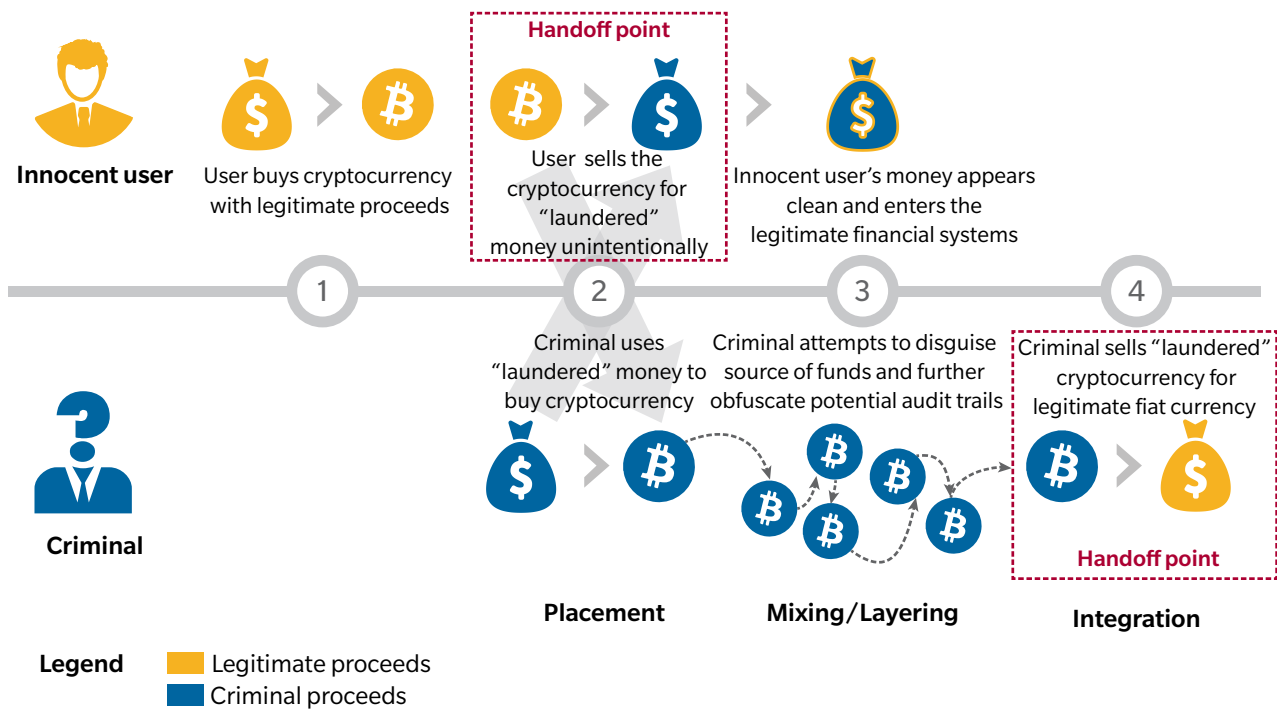 Handoff point
Innocent user
User buys cryptocurrency
with legitimate proceeds
User sells the
cryptocurrency for
“laundered”
money unintentionally
Innocent user’s money appears
clean and enters the
legitimate financial systems
1
2
3
4
Criminal
Criminal uses
“laundered” money to
buy cryptocurrency
Criminal attempts to disguise
source of funds and further
obfuscate potential audit trails
Criminal sells “laundered”
cryptocurrency for
legitimate fiat currency
Handoff point
Placement
Mixing/Layering
Integration
Legend
Legitimate proceeds
Criminal proceeds